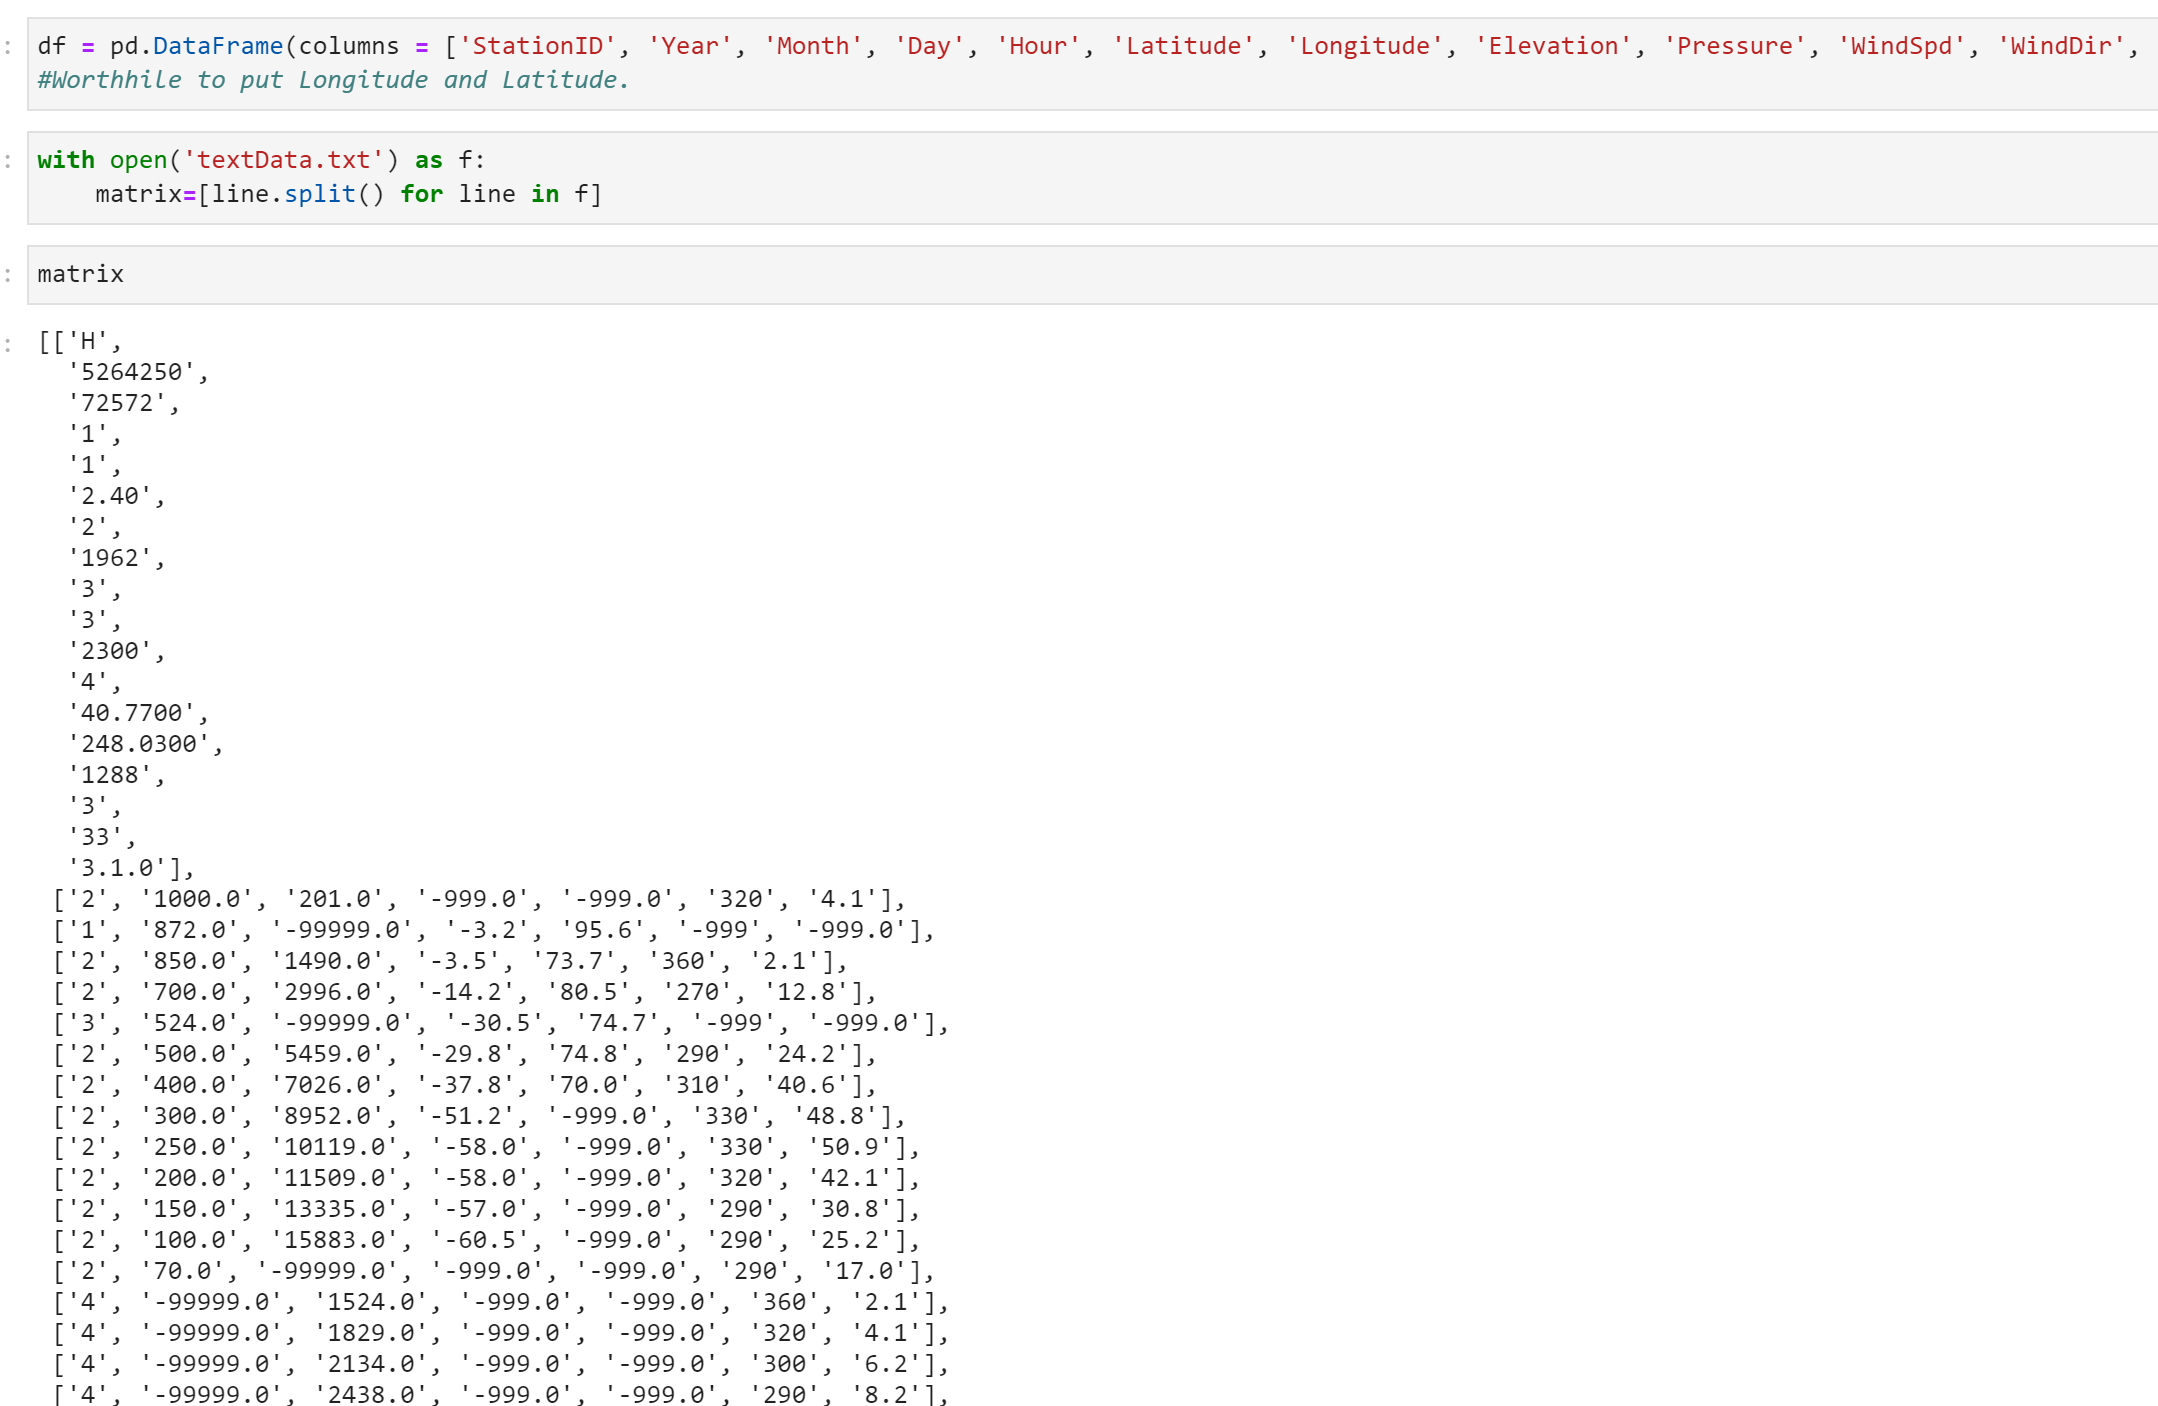 : df = pd.DataFrame(columns = ['StationID', 'Year', 'Month', 'Day', 'Hour', 'Latitude', 'Longitude', 'Elevation', 'Pressure', 'WindSpd', 'WindDir',
#Worthhile to put Longitude and Latitude.
: with open('textData.txt') as f:
    matrix=[line.split() for line in f]
: matrix
: [['H',
  '5264250',
  '72572',
  '1',
  '1',
  '2.40',
  '2',
  '1962',
  '3',
  '3',
  '2300',
  '4',
  '40.7700',
  '248.0300',
  '1288',
  '3',
  '33',
  '3.1.0'],
 ['2', '1000.0', '201.0', '-999.0', '-999.0', '320', '4.1'],
 ['1', '872.0', '-99999.0', '-3.2', '95.6', '-999', '-999.0'],
 ['2', '850.0', '1490.0', '-3.5', '73.7', '360', '2.1'],
 ['2', '700.0', '2996.0', '-14.2', '80.5', '270', '12.8'],
 ['3', '524.0', '-99999.0', '-30.5', '74.7', '-999', '-999.0'],
 ['2', '500.0', '5459.0', '-29.8', '74.8', '290', '24.2'],
 ['2', '400.0', '7026.0', '-37.8', '70.0', '310', '40.6'],
 ['2', '300.0', '8952.0', '-51.2', '-999.0', '330', '48.8'],
 ['2', '250.0', '10119.0', '-58.0', '-999.0', '330', '50.9'],
 ['2', '200.0', '11509.0', '-58.0', '-999.0', '320', '42.1'],
 ['2', '150.0', '13335.0', '-57.0', '-999.0', '290', '30.8'],
 ['2', '100.0', '15883.0', '-60.5', '-999.0', '290', '25.2'],
 ['2', '70.0', '-99999.0', '-999.0', '-999.0', '290', '17.0'],
 ['4', '-99999.0', '1524.0', '-999.0', '-999.0', '360', '2.1'],
 ['4', '-99999.0', '1829.0', '-999.0', '-999.0', '320', '4.1'],
 ['4', '-99999.0', '2134.0', '-999.0', '-999.0', '300', '6.2'],
 ['4', '-99999.0', '2438.0', '-999.0', '-999.0', '290', '8.2'],